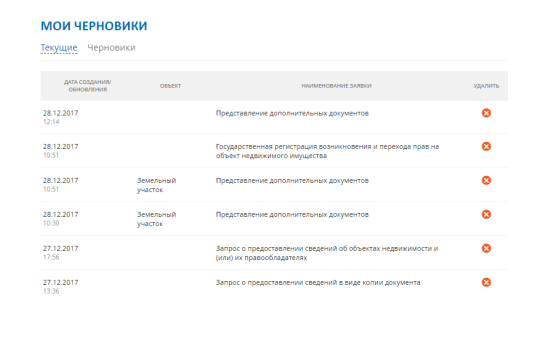 МОИ ЧЕРНОВИКИ
Текущие Черновики
ДАТА СОЗДАНИЯ/ ОБНОВЛЕНИЯ ОБЪЕКТ НАИМЕНОВАНИЕ ЗАЯВКИ УДАЛИТЬ
28.12.2017 Представление дополнительных документов
12:14
28.12.2017 Государственная регистрация возникновения и перехода прав на
10:51 объект недвижимого имущества
28.12.2017 Земельный Представление дополнительных документов
10:51 участок
28.12.2017 Земельный Представление дополнительных документов
10:30 участок
27.12.2017 Запрос о предоставлении сведений об объектах недвижимости и
17:56 (или) их правообладателях
27.12.2017 Запрос о предоставлении сведений в виде копии документа
13:36